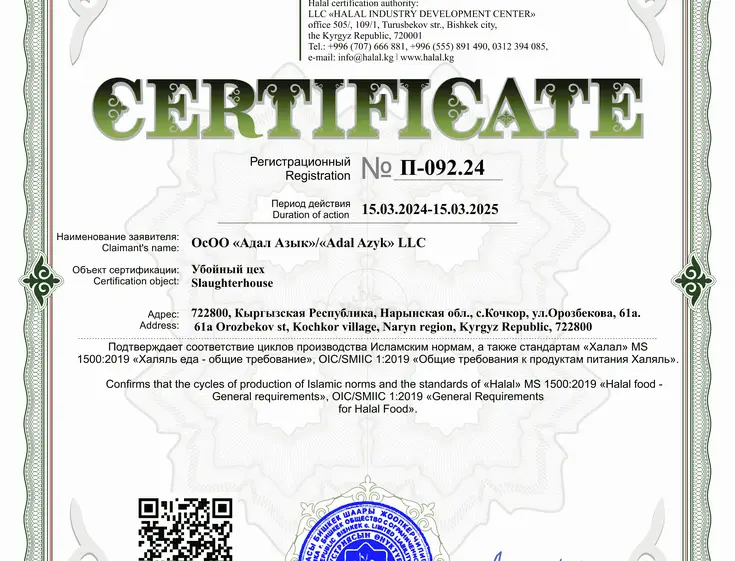 Halal certification authority:
LLC «HALAL INDUSTRY DEVELOPMENT CENTER»
office 505/, 109/1, Turusbekov str., Bishkek city,
the Kyrgyz Republic, 720001
Tel.: +996 (707) 666 881, +996 (555) 891 490, 0312 394 085,
e-mail: info@halal.kg | www.halal.kg
CERTIFICATE
Регистрационный
Registration
№ П-092.24
Период действия
Duration of action
15.03.2024-15.03.2025
Наименование заявителя:
Claimant's name:
ОсОО «Адал Азык»/«Adal Azyk» LLC
Объект сертификации:
Certification object:
Убойный цех
Slaughterhouse
Адрес:
Address:
722800, Кыргызская Республика, Нарынская обл., с.Кочкор, ул.Орозбекова, 61а.
61a Orozbekov st, Kochkor village, Naryn region, Kyrgyz Republic, 722800
Подтверждает соответствие циклов производства Исламским нормам, а также стандартам «Халал» MS
1500:2019 «Халяль еда - общие требование», OIC/SMIIC 1:2019 «Общие требования к продуктам питания Халяль».
Confirms that the cycles of production of Islamic norms and the standards of «Halal» MS 1500:2019 «Halal food -
General requirements», OIC/SMIIC 1:2019 «General Requirements
for Halal Food».
БИШКЕК ШААРЫ